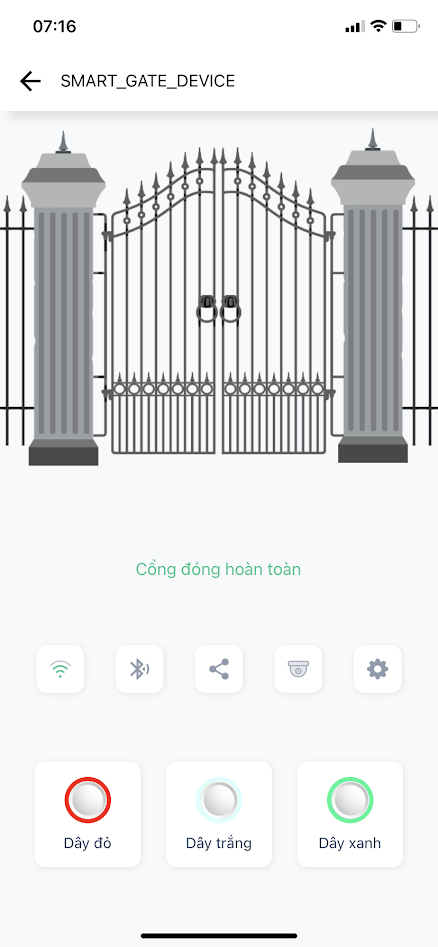 07:16
SMART_GATE_DEVICE
Cổng đóng hoàn toàn
Dây đỏ
Dây trắng
Dây xanh